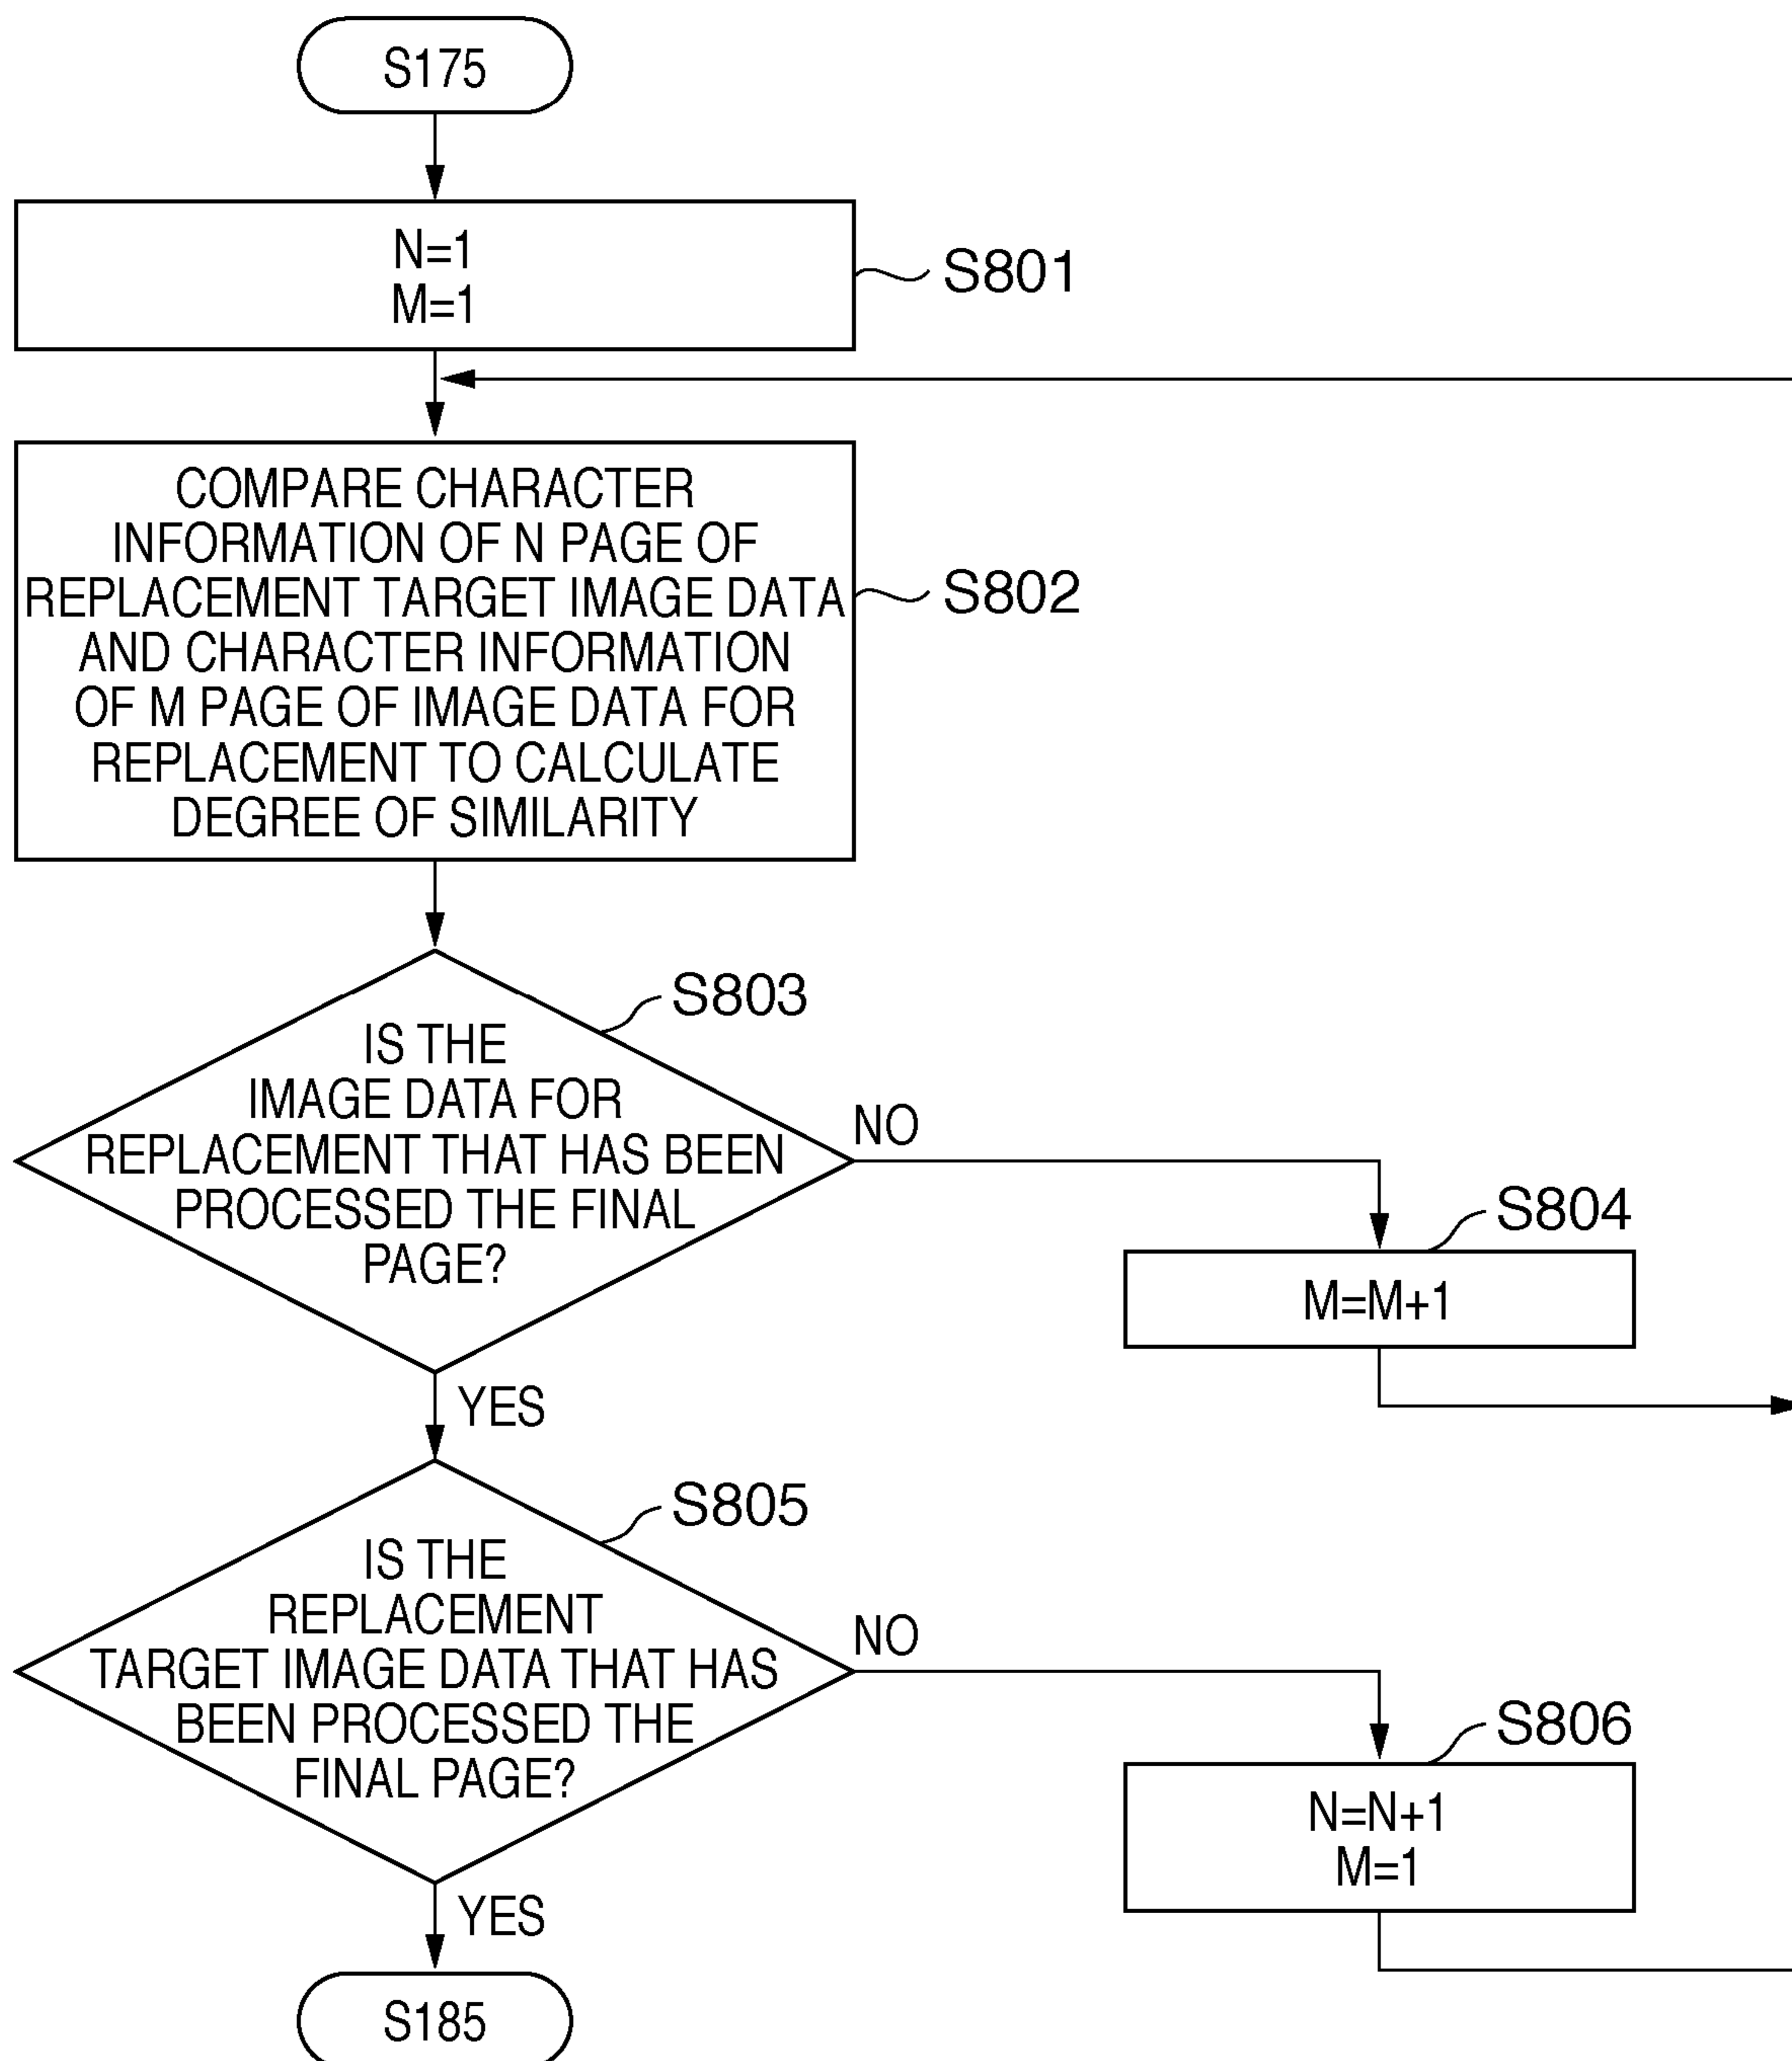 S175
N=1
M=1
S801
COMPARE CHARACTER
INFORMATION OF N PAGE OF
REPLACEMENT TARGET IMAGE DATA
AND CHARACTER INFORMATION
OF M PAGE OF IMAGE DATA FOR
REPLACEMENT TO CALCULATE
DEGREE OF SIMILARITY
S802
S803
IS THE
IMAGE DATA FOR
REPLACEMENT THAT HAS BEEN
PROCESSED THE FINAL
PAGE?
NO
S804
M=M+1
YES
S805
IS THE
REPLACEMENT
TARGET IMAGE DATA THAT HAS
BEEN PROCESSED THE
FINAL PAGE?
NO
S806
N=N+1
M=1
YES
S185